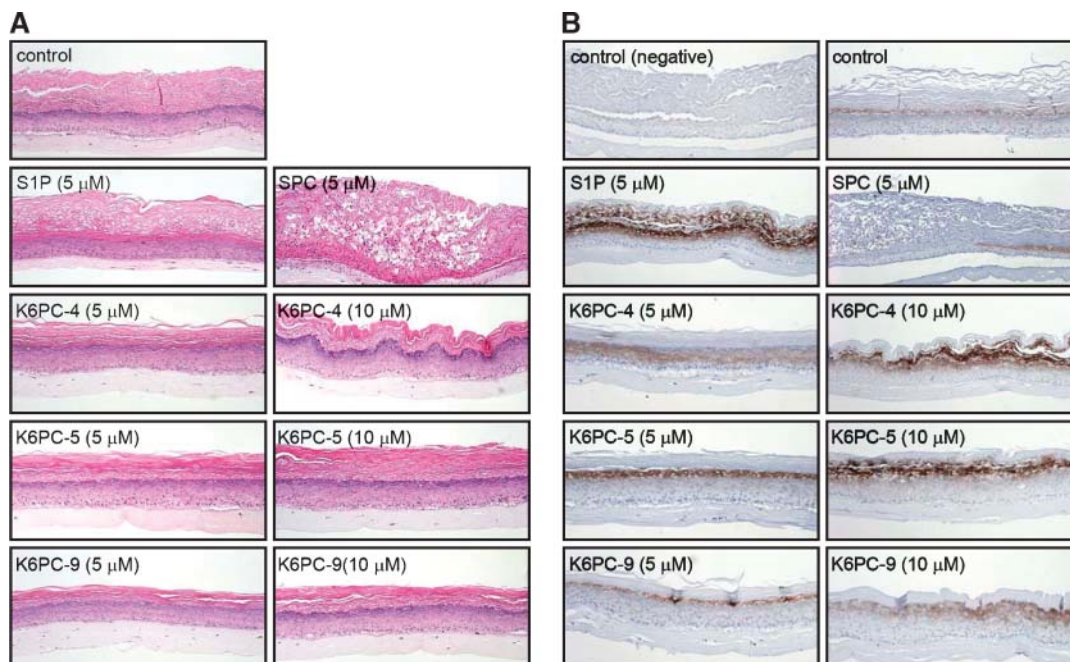 A
control
S1P (5 μM)
SPC (5 μM)
K6PC-4 (5 μM)
K6PC-4 (10 μM)
K6PC-5 (5 μM)
K6PC-5 (10 μM)
K6PC-9 (5 μM)
K6PC-9(10 μM)
B
control (negative)
control
S1P (5 μM)
SPC (5 μM)
K6PC-4 (5 μM)
K6PC-4 (10 μM)
K6PC-5 (5 μM)
K6PC-5 (10 μM)
K6PC-9 (5 μM)
K6PC-9 (10 μM)